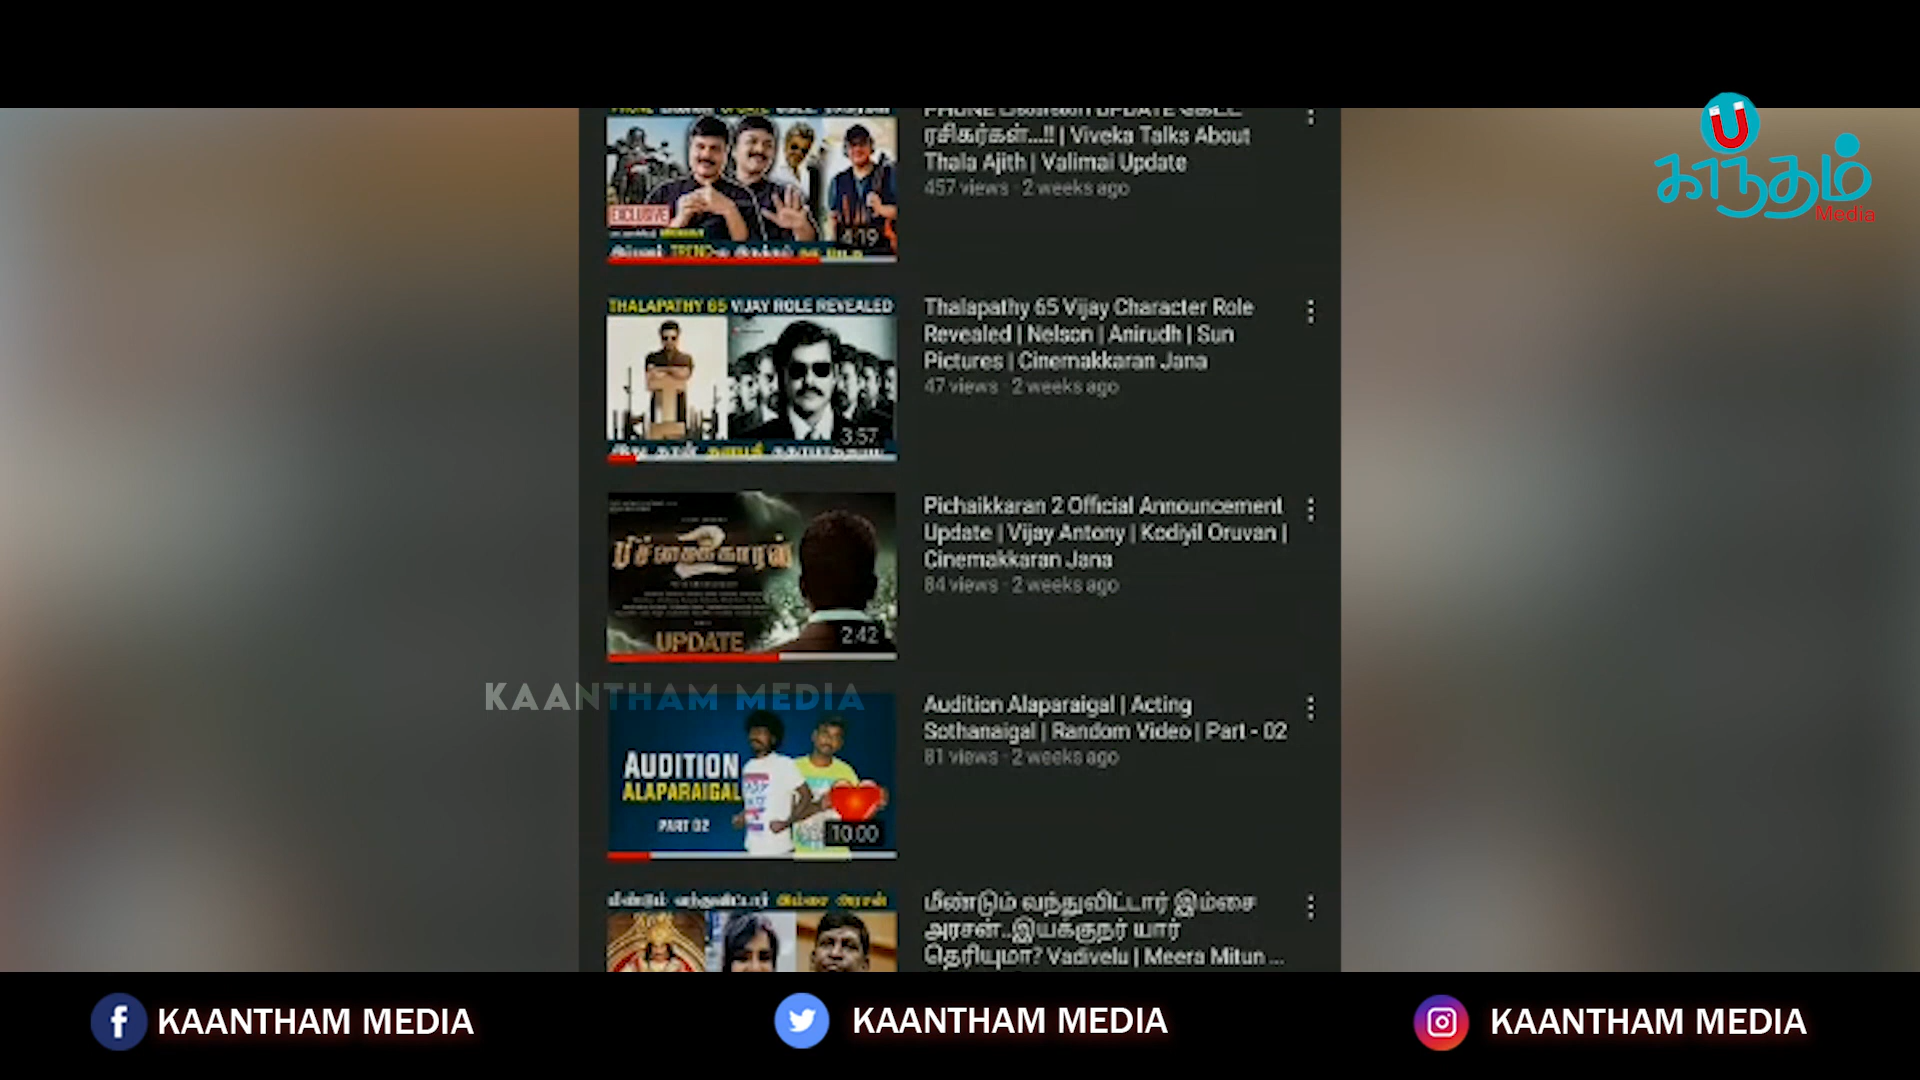 ரசிகர்கள்...!! | Viveka Talks About
Thala Ajith | Valimai Update
457 views · 2 weeks ago
EXCLUSIVE
4:19
காந்தம்
Media
THALAPATHY 65 VIJAY ROLE REVEALED
3:57
Thalapathy 65 Vijay Character Role
Revealed | Nelson | Anirudh | Sun
Pictures | Cinemakkaran Jana
47 views · 2 weeks ago
பிச்சைக்காரன்
2
UPDATE
2:42
Pichaikkaran 2 Official Announcement
Update | Vijay Antony | Kodiyil Oruvan |
Cinemakkaran Jana
84 views · 2 weeks ago
KAANTHAM MEDIA
AUDITION
ALAPARAIGAL
PART 02
10:00
Audition Alaparaigal | Acting
Sothanaigal | Random Video | Part - 02
81 views · 2 weeks ago
மீண்டும் வந்துவிட்டார் இம்சை அரசன்
மீண்டும் வந்துவிட்டார் இம்சை
அரசன்..இயக்குநர் யார்
தெரியுமா? Vadivelu | Meera Mitun ...
KAANTHAM MEDIA
KAANTHAM MEDIA
KAANTHAM MEDIA